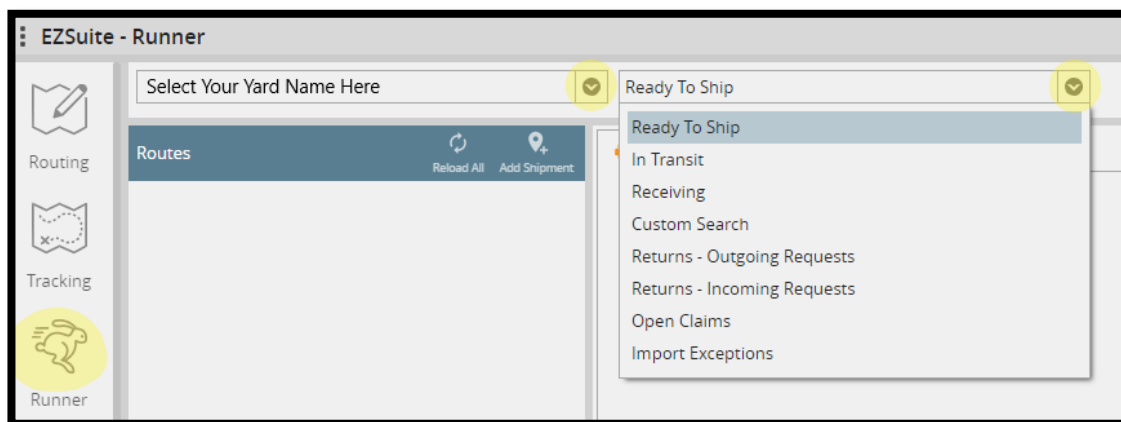 EZSuite - Runner
Routing
Tracking
Runner
Select Your Yard Name Here
Ready To Ship
Routes
Reload All
Add Shipment
Ready To Ship
In Transit
Receiving
Custom Search
Returns - Outgoing Requests
Returns - Incoming Requests
Open Claims
Import Exceptions